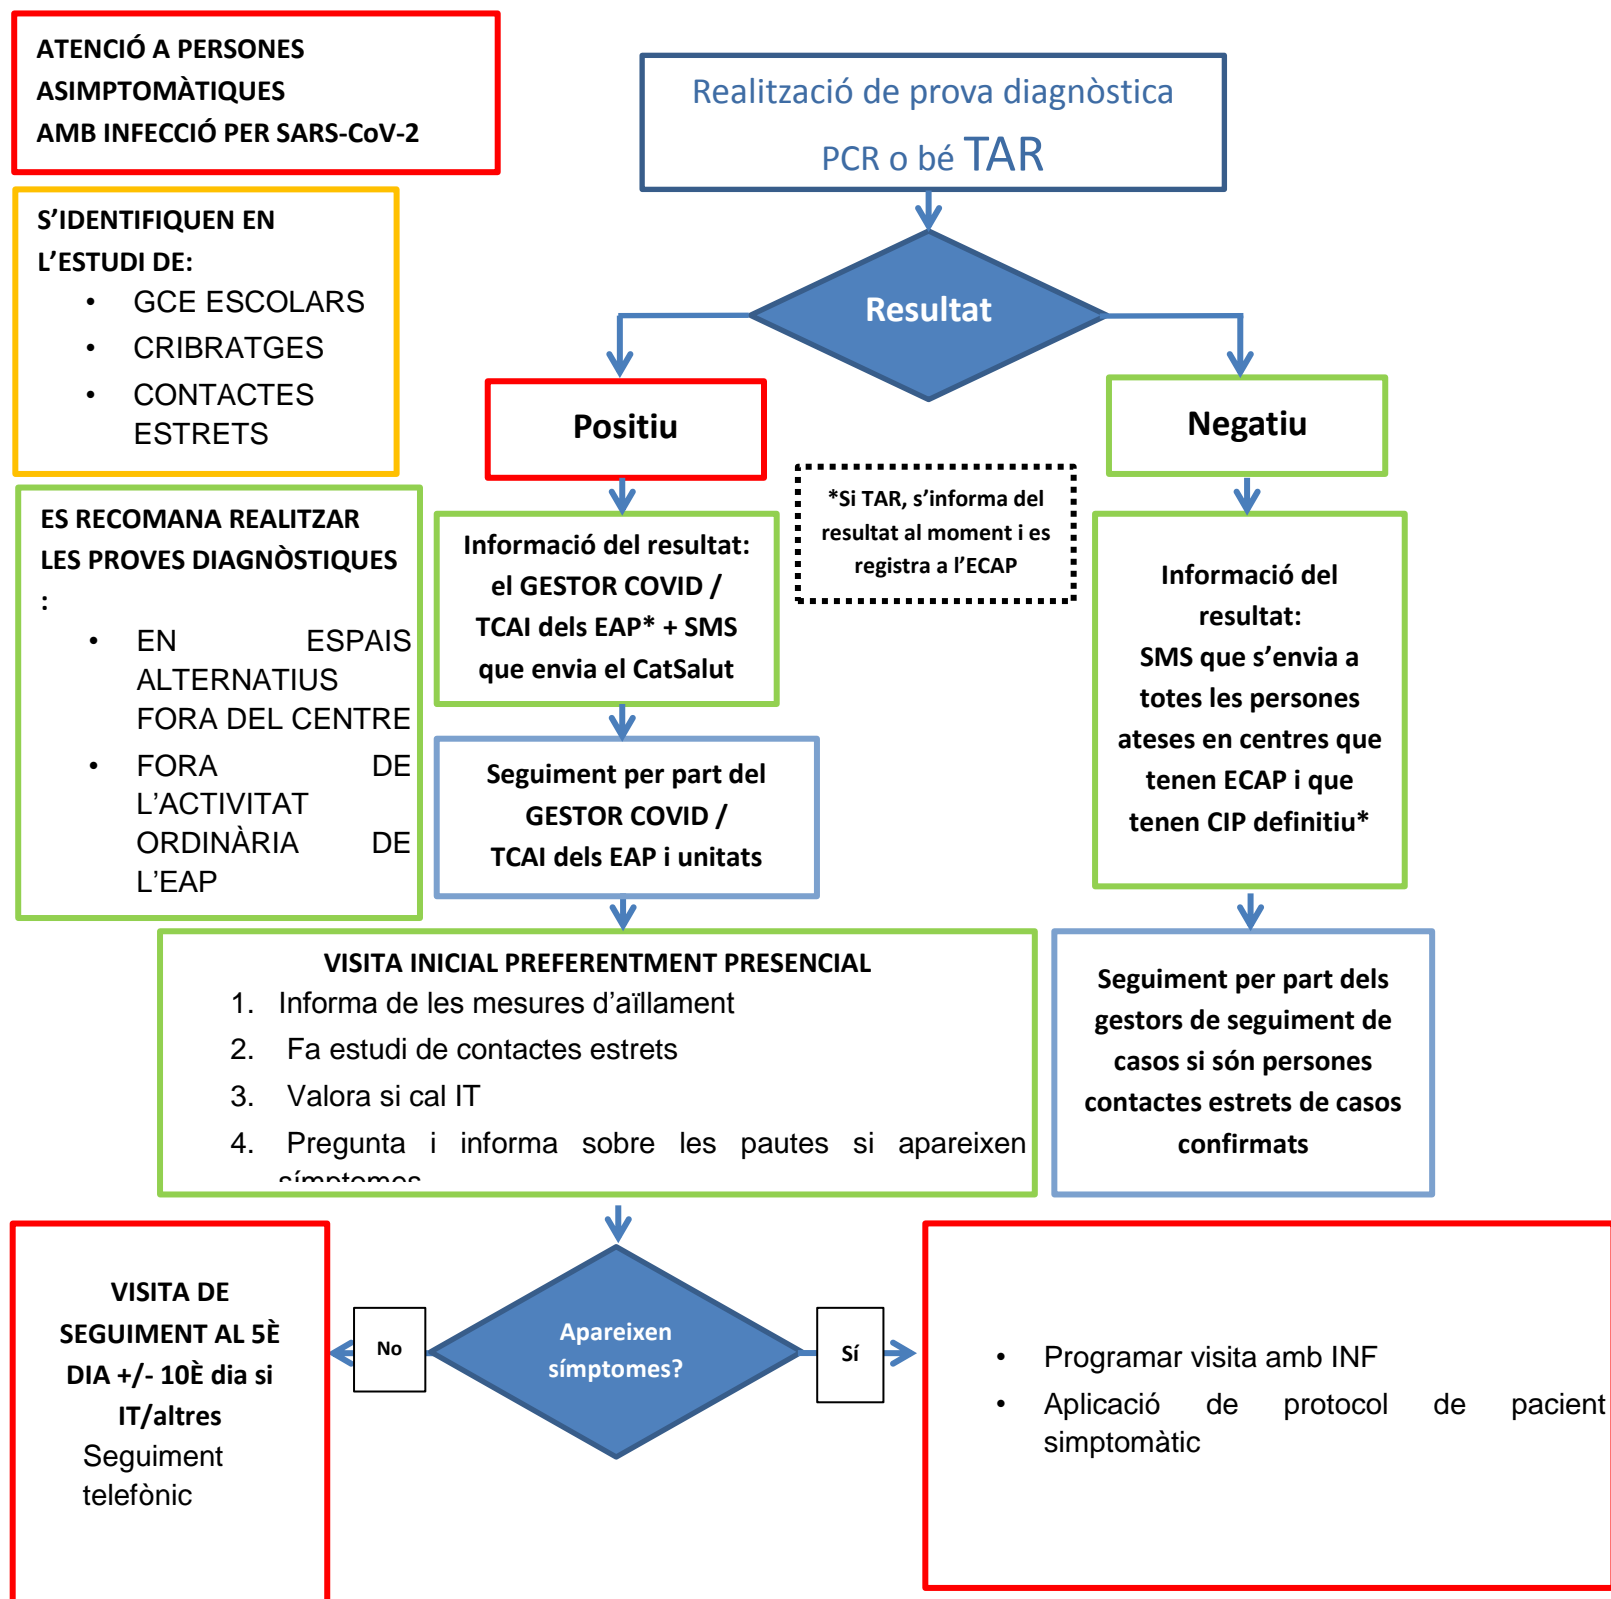 ATENCIÓ A PERSONES
ASIMPTOMÀTIQUES
AMB INFECCIÓ PER SARS-CoV-2
S’IDENTIFIQUEN EN
L’ESTUDI DE:
• GCE ESCOLARS
• CRIBRATGES
• CONTACTES
ESTRETS
ES RECOMANA REALITZAR
LES PROVES DIAGNÒSTIQUES
:
• EN ESPAIS
ALTERNATIUS
FORA DEL CENTRE
• FORA DE
L’ACTIVITAT
ORDINÀRIA DE
L’EAP
Realització de prova diagnòstica
PCR o bé TAR
Resultat
Positiu
Negatiu
*Si TAR, s’informa del
resultat al moment i es
registra a l’ECAP
Informació del resultat:
el GESTOR COVID /
TCAI dels EAP* + SMS
que envia el CatSalut
Informació del
resultat:
SMS que s’envia a
totes les persones
ateses en centres que
tenen ECAP i que
tenen CIP definitiu*
Seguiment per part del
GESTOR COVID /
TCAI dels EAP i unitats
VISITA INICIAL PREFERENTMENT PRESENCIAL
1. Informa de les mesures d’aïllament
2. Fa estudi de contactes estrets
3. Valora si cal IT
4. Pregunta i informa sobre les pautes si apareixen
símptomes
Seguiment per part dels
gestors de seguiment de
casos si són persones
contactes estrets de casos
confirmats
Apareixen
símptomes?
No
Sí
VISITA DE
SEGUIMENT AL 5È
DIA +/- 10È dia si
IT/altres
Seguiment
telefònic
• Programar visita amb INF
• Aplicació de protocol de pacient
simptomàtic